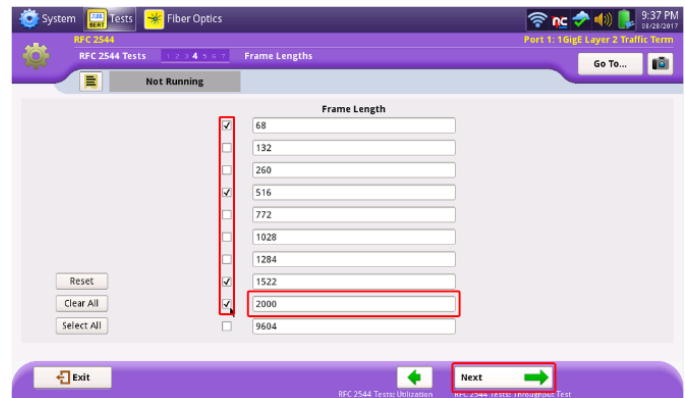 System Tests Fiber Optics 9:37 PM
08/28/2017
RFC 2544 Port 1: 1GigE Layer 2 Traffic Term
RFC 2544 Tests 1 2 3 4 5 6 7 Frame Lengths
Go To...
Not Running
Frame Length
68
132
260
516
772
1028
1284
Reset 1522
Clear All 2000
Select All 9604
Exit Next
RFC 2544 Tests: Utilization RFC 2544 Tests: Throughput Test